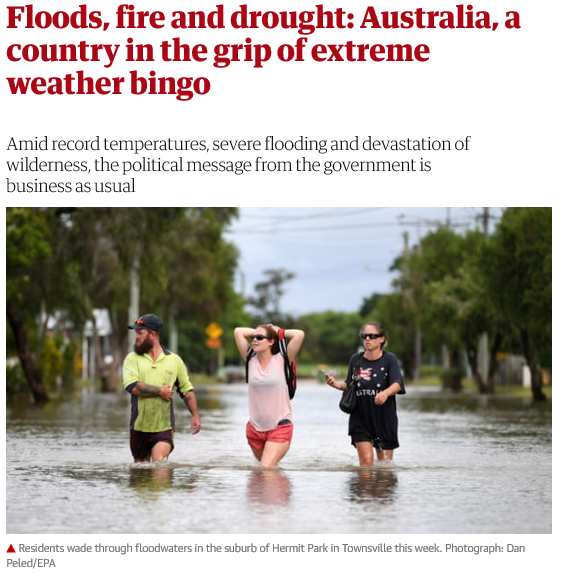 Floods, fire and drought: Australia, a
country in the grip of extreme
weather bingo
Amid record temperatures, severe flooding and devastation of
wilderness, the political message from the government is
business as usual
Residents wade through floodwaters in the suburb of Hermit Park in Townsville this week. Photograph: Dan
Peled/EPA